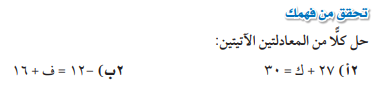 تحقق من فهمك
حل كلًّا من المعادلتين الآتيتين:
٢أ) ٢٧ + ك = ٣٠ ٢ب) −١٢ = ف + ١٦